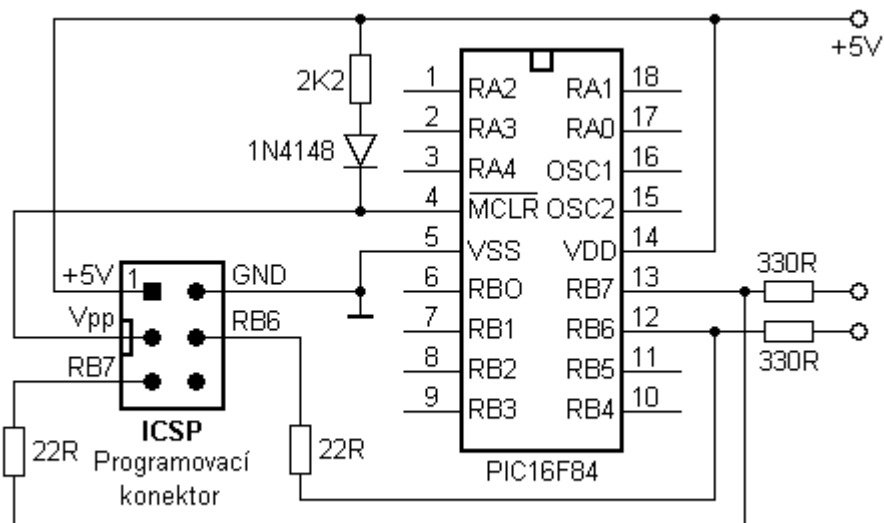 +5V
2K2
1N4148
1 RA2 RA1 18
2 RA3 RA0 17
3 RA4 OSC1 16
4 MCLR OSC2 15
5 VSS VDD 14
6 RB0 RB7 13
7 RB1 RB6 12
8 RB2 RB5 11
9 RB3 RB4 10
PIC16F84
330R
330R
+5V 1 GND
Vpp RB6
RB7
ICSP
Programovací
konektor
22R
22R